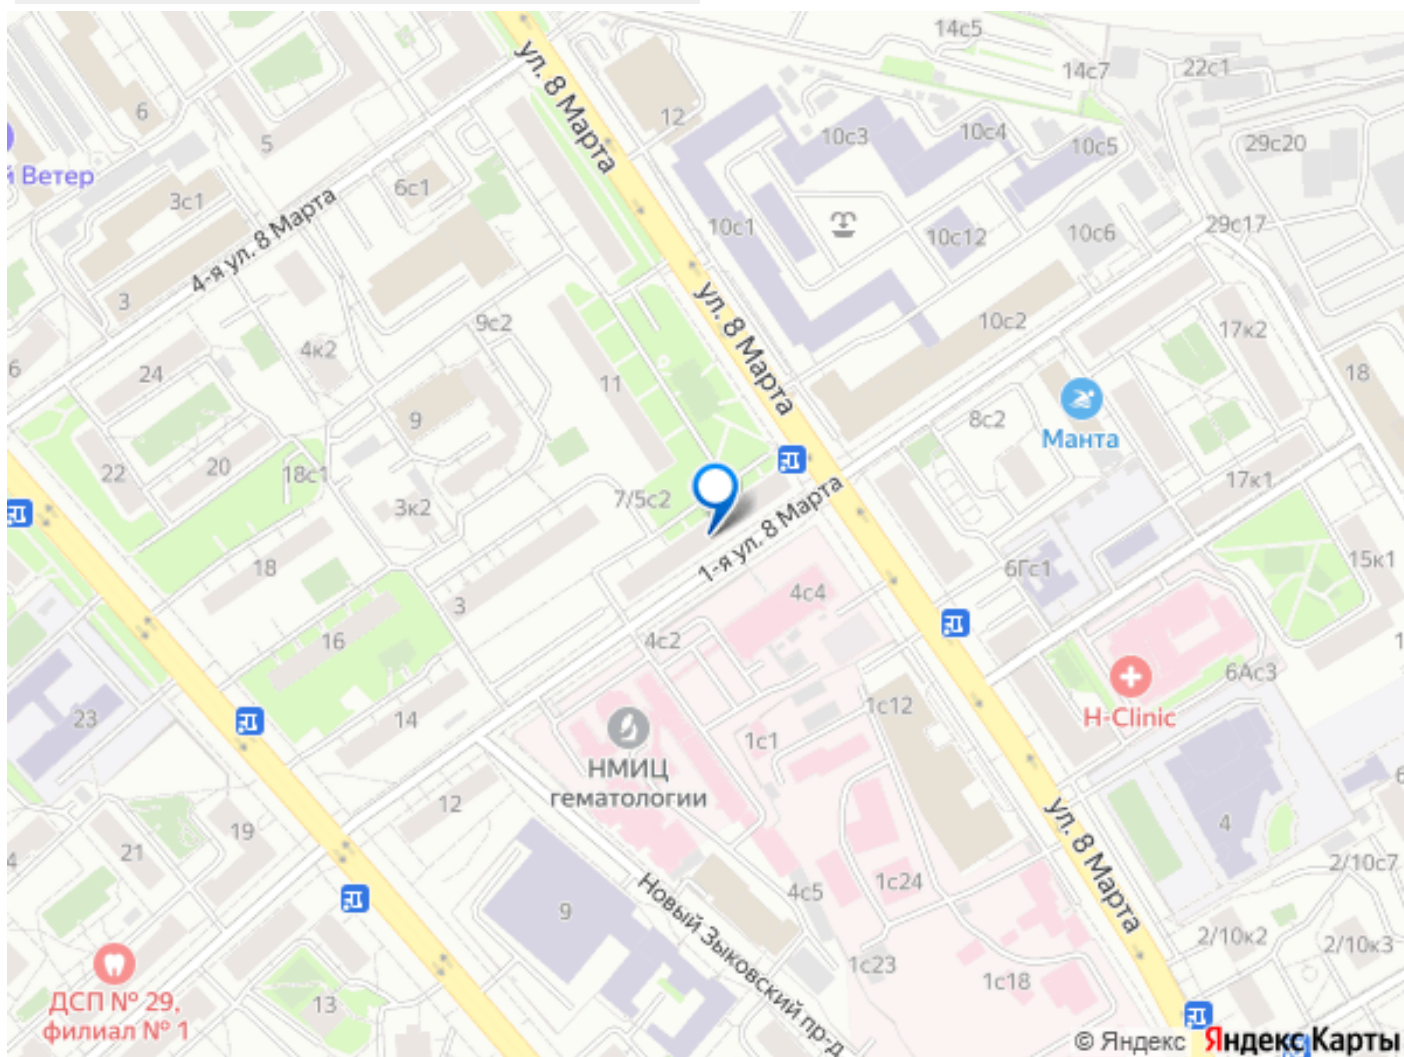 14с5
14с7
22с1
ул. 8 Марта
12
6
5
10с3
10с4
10с5
29с20
й Ветер
3с1
6с1
4-я ул. 8 Марта
10с1
10с12
10с6
29с17
3
ул. 8 Марта
9с2
10с2
17к2
4к2
6
24
11
18
9
8с2
Манта
22
20
18с1
3к2
7/5с2
1-я ул. 8 Марта
17к1
18
3
4с4
6Гс1
15к1
16
4с2
1
6Ас3
23
14
1с12
H-Clinic
1с1
НМИЦ
гематологии
6
12
ул. 8 Марта
19
21
4
4
2/10с7
Новый Зыковский пр-д
4с5
1с24
9
2/10к2
2/10к3
1с23
1с18
ДСП № 29,
филиал № 1
13
© Яндекс Яндекс Карты